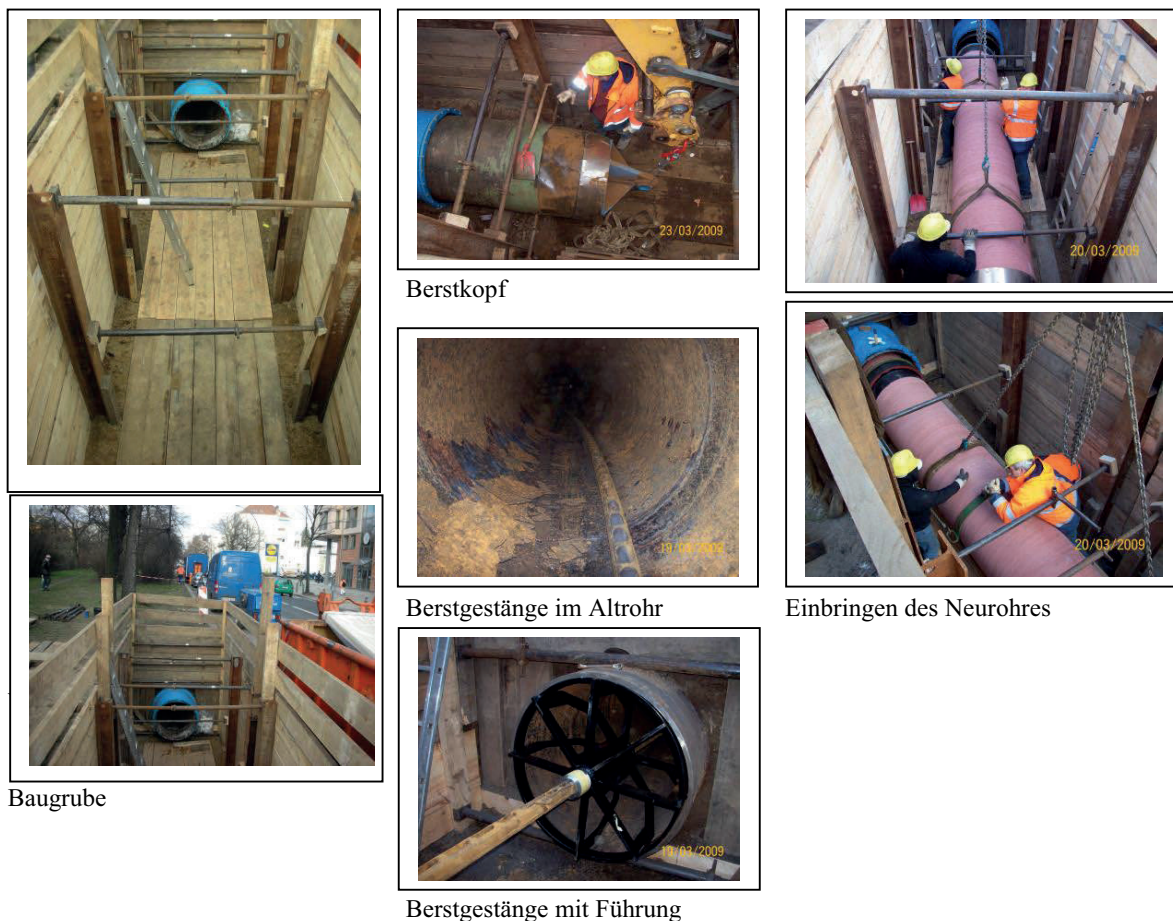 23/03/2009
Berstkopf
20/03/2009
20/03/2009
Berstgestänge im Altrohr
Einbringen des Neurohres
LIDL
Baugrube
19/03/2009
Berstgestänge mit Führung